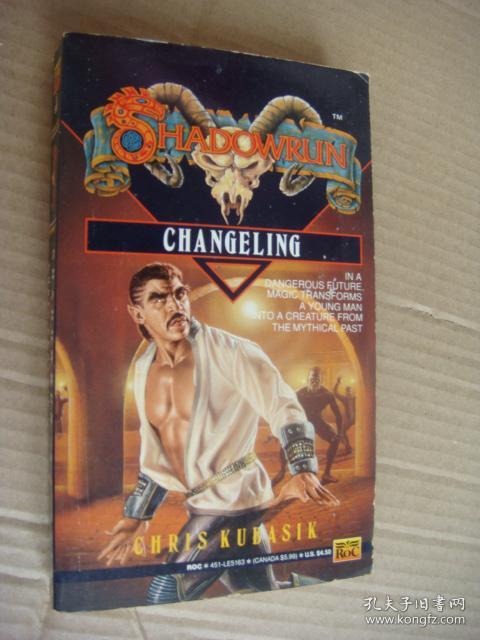 SHADOWRUN
TM
CHANGELING
IN A
DANGEROUS FUTURE,
MAGIC TRANSFORMS
A YOUNG MAN
INTO A CREATURE FROM
THE MYTHICAL PAST
CHRIS KUBASIK
ROC * 451-LE5163 * (CANADA $5.99) * U.S. $4.50
ROC
孔夫子旧书网
kongfz.com